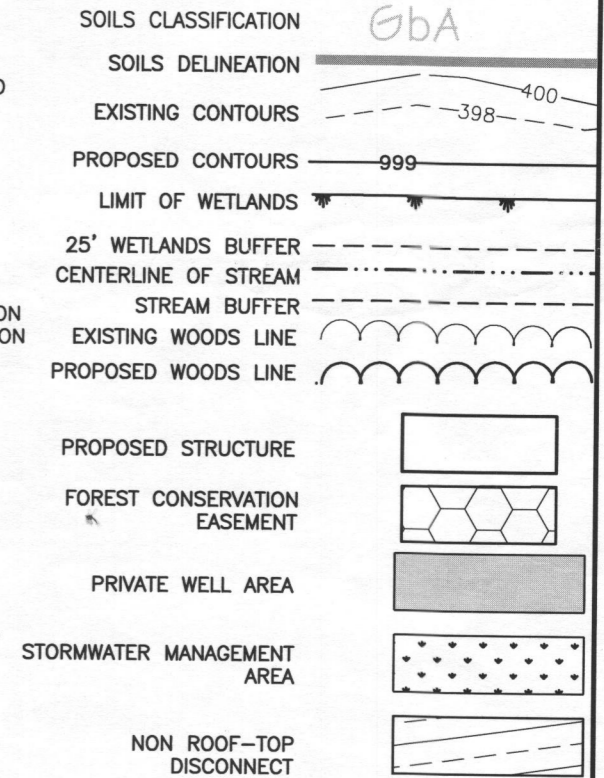 SOILS CLASSIFICATION GbA
SOILS DELINEATION
400
EXISTING CONTOURS 398
PROPOSED CONTOURS 999
LIMIT OF WETLANDS
25' WETLANDS BUFFER
CENTERLINE OF STREAM
STREAM BUFFER
EXISTING WOODS LINE
PROPOSED WOODS LINE
PROPOSED STRUCTURE
FOREST CONSERVATION
EASEMENT
PRIVATE WELL AREA
STORMWATER MANAGEMENT
AREA
NON ROOF-TOP
DISCONNECT